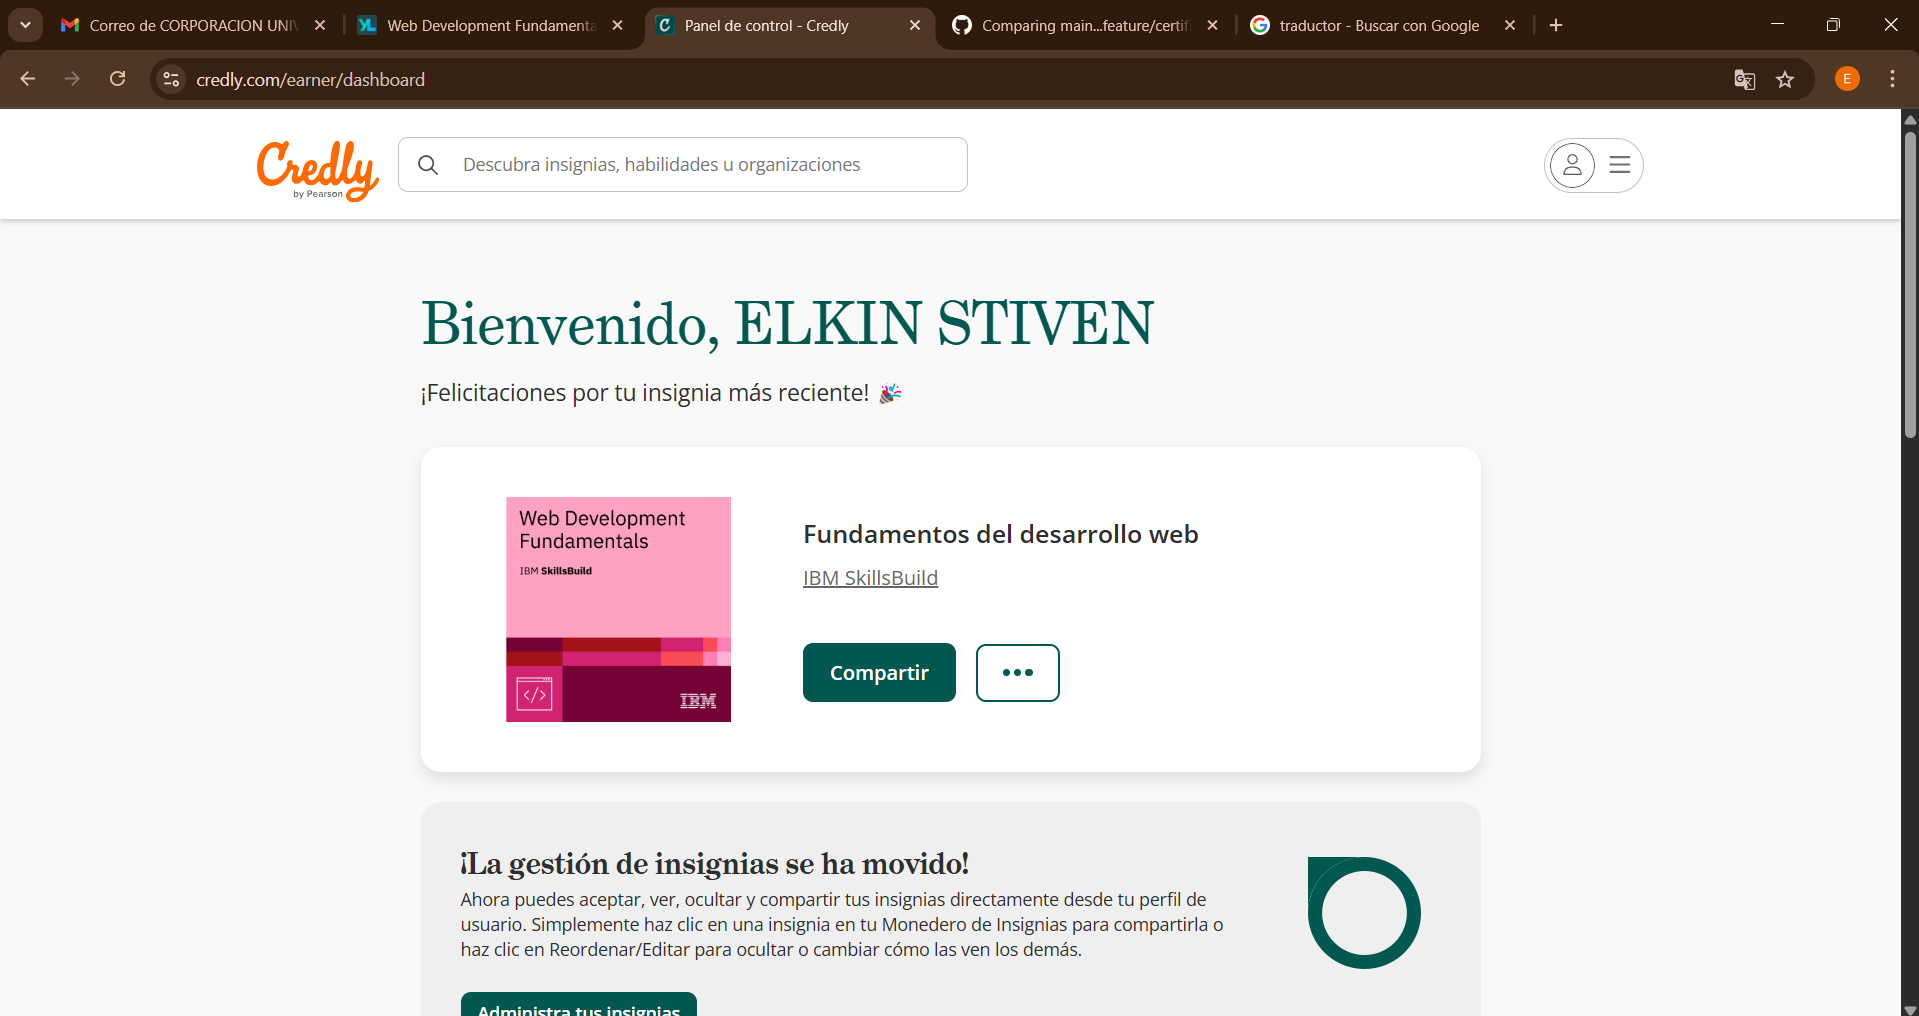 Correo de CORPORACION UNIV
Web Development Fundamenta
Panel de control - Credly
Comparing main...feature/certifi
traductor - Buscar con Google
credly.com/earner/dashboard
E
Credly
by Pearson
Descubra insignias, habilidades u organizaciones
Bienvenido, ELKIN STIVEN
¡Felicitaciones por tu insignia más reciente! 🎉
Web Development
Fundamentals
IBM SkillsBuild
</>
IBM
Fundamentos del desarrollo web
IBM SkillsBuild
Compartir
•••
¡La gestión de insignias se ha movido!
Ahora puedes aceptar, ver, ocultar y compartir tus insignias directamente desde tu perfil de
usuario. Simplemente haz clic en una insignia en tu Monedero de Insignias para compartirla o
haz clic en Reordenar/Editar para ocultar o cambiar cómo las ven los demás.
Administra tus insignias